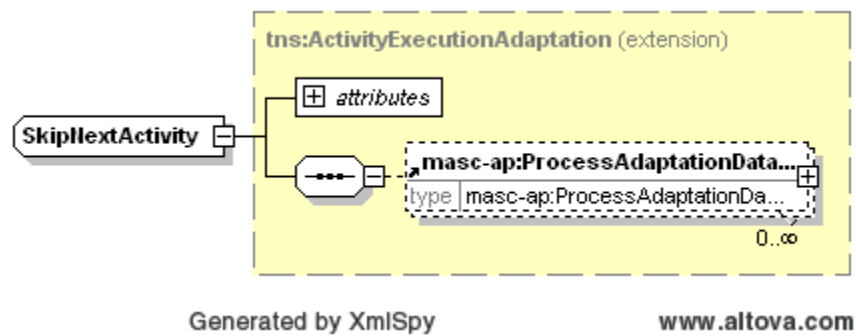 tns:ActivityExecutionAdaptation (extension)
attributes
SkipNextActivity
masc-ap:ProcessAdaptationData...
type masc-ap:ProcessAdaptationDa...
0..∞
Generated by XmlSpy www.altova.com